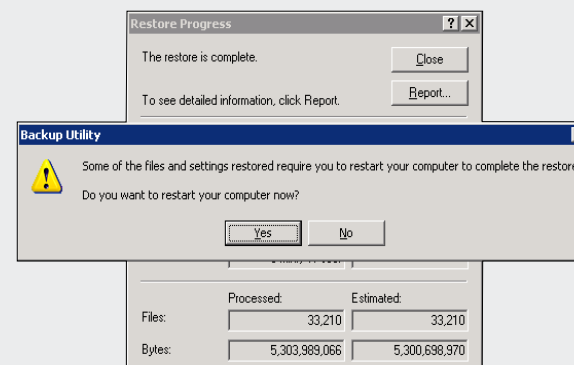 Restore Progress
The restore is complete.
Close
Report...
To see detailed information, click Report.
Backup Utility
Some of the files and settings restored require you to restart your computer to complete the restore
Do you want to restart your computer now?
Yes
No
Processed:
Estimated:
Files:
33,210
33,210
Bytes:
5,303,989,066
5,300,698,970